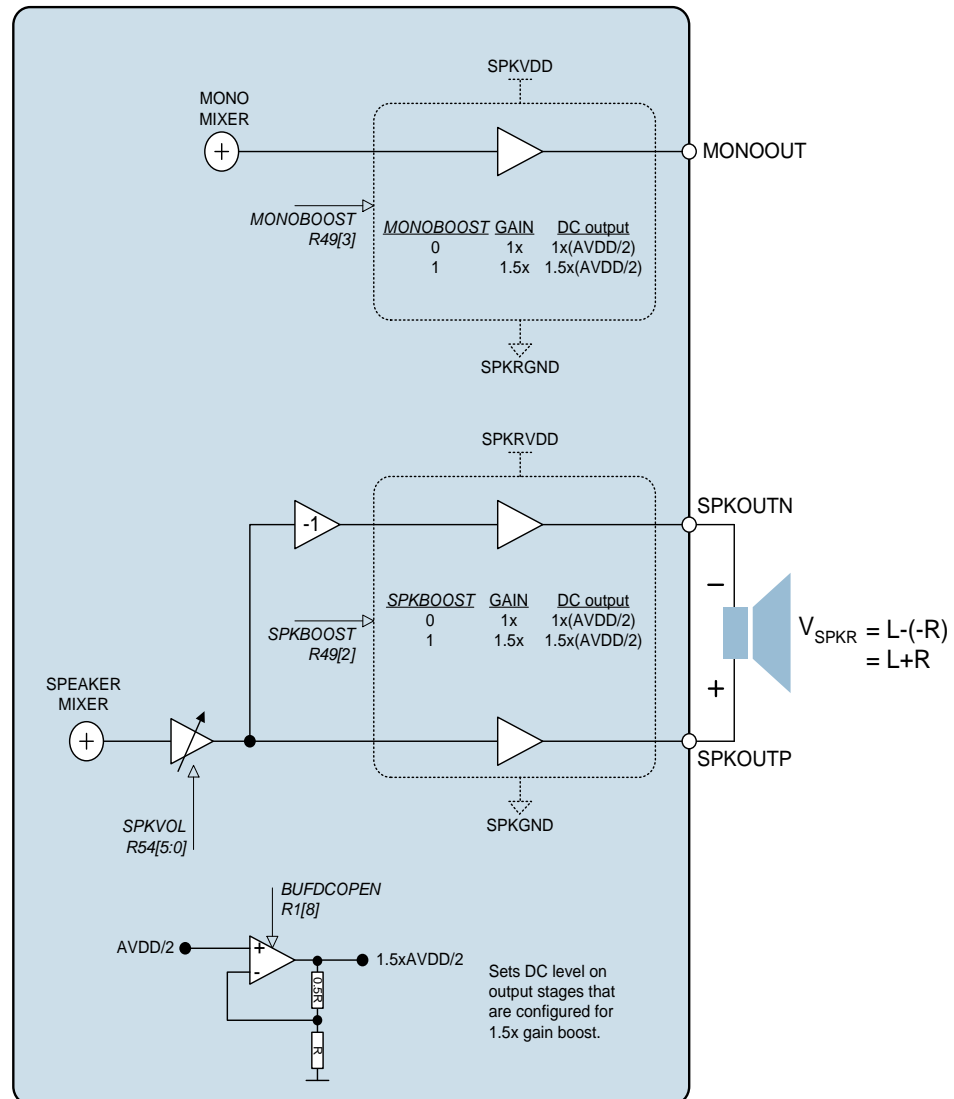 SPKVDD
MONO
MIXER
+
MONOOUT
MONOBOOST
R49[3]
MONOBOOST GAIN DC output
0 1x 1x(AVDD/2)
1 1.5x 1.5x(AVDD/2)
SPKRGND
SPKRVDD
SPKOUTN
-1
−
SPKBOOST GAIN DC output
0 1x 1x(AVDD/2)
1 1.5x 1.5x(AVDD/2)
SPKBOOST
R49[2]
VSPKR = L-(-R)
= L+R
SPEAKER
MIXER
+
+
SPKOUTP
SPKVOL
R54[5:0]
SPKGND
BUFDCOPEN
R1[8]
AVDD/2
+
-
1.5xAVDD/2
0.5R
R
Sets DC level on
output stages that
are configured for
1.5x gain boost.